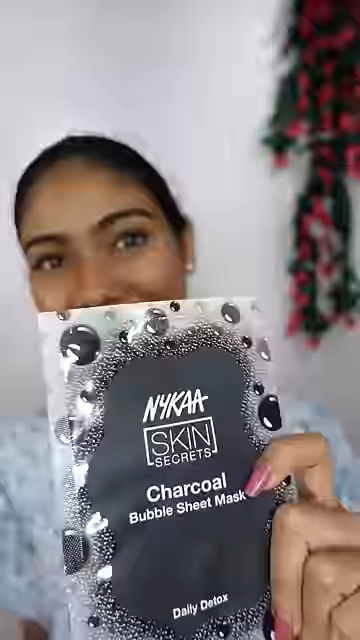 NYKAA
SKIN
SECRETS
Charcoal
Bubble Sheet Mask
Daily Detox